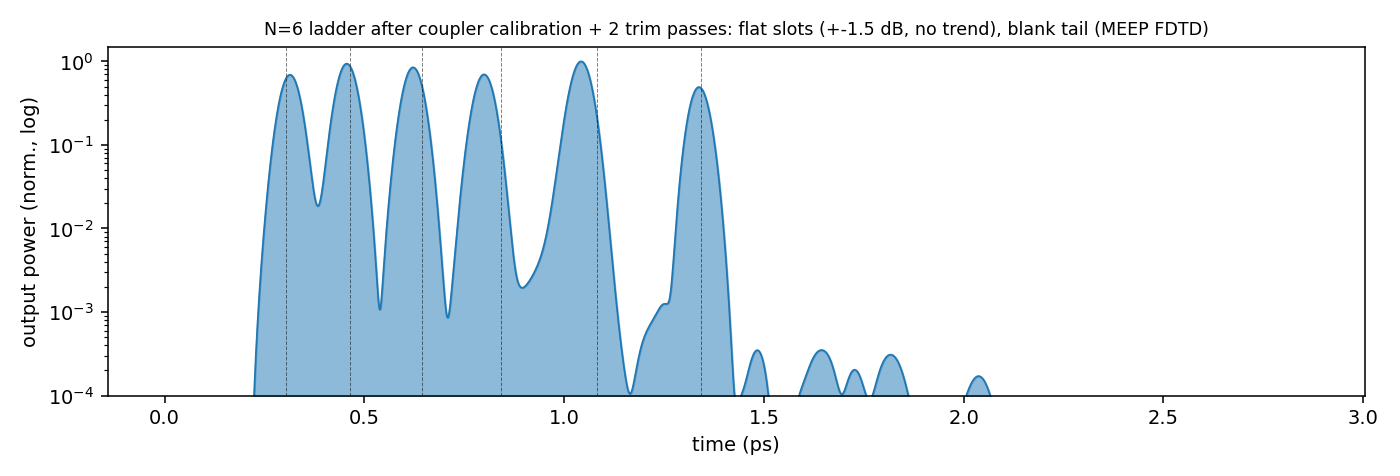 N=6 ladder after coupler calibration + 2 trim passes: flat slots (+-1.5 dB, no trend), blank tail (MEEP FDTD)
output power (norm., log)
10⁰
10⁻¹
10⁻²
10⁻³
10⁻⁴
0.0 0.5 1.0 1.5 2.0 2.5 3.0
time (ps)